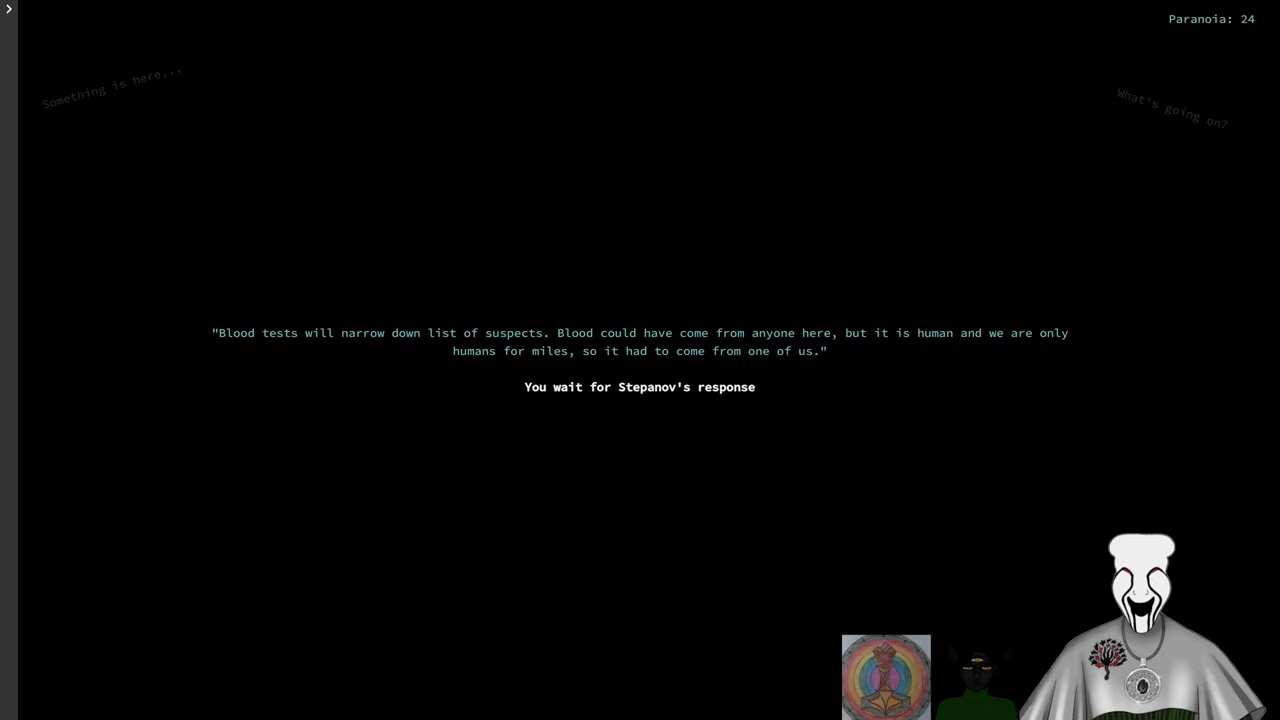 Paranoia: 24
Something is here...
What's going on?
"Blood tests will narrow down list of suspects. Blood could have come from anyone here, but it is human and we are only
humans for miles, so it had to come from one of us."
You wait for Stepanov's response